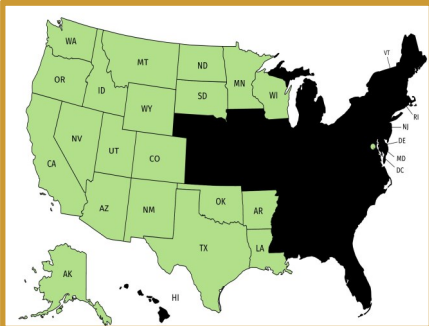 WA
MT
ND
MN
VT
OR
ID
SD
WI
WY
RI
NJ
NV
UT
CO
DE
CA
MD
DC
AZ
NM
OK
AR
TX
LA
AK
HI